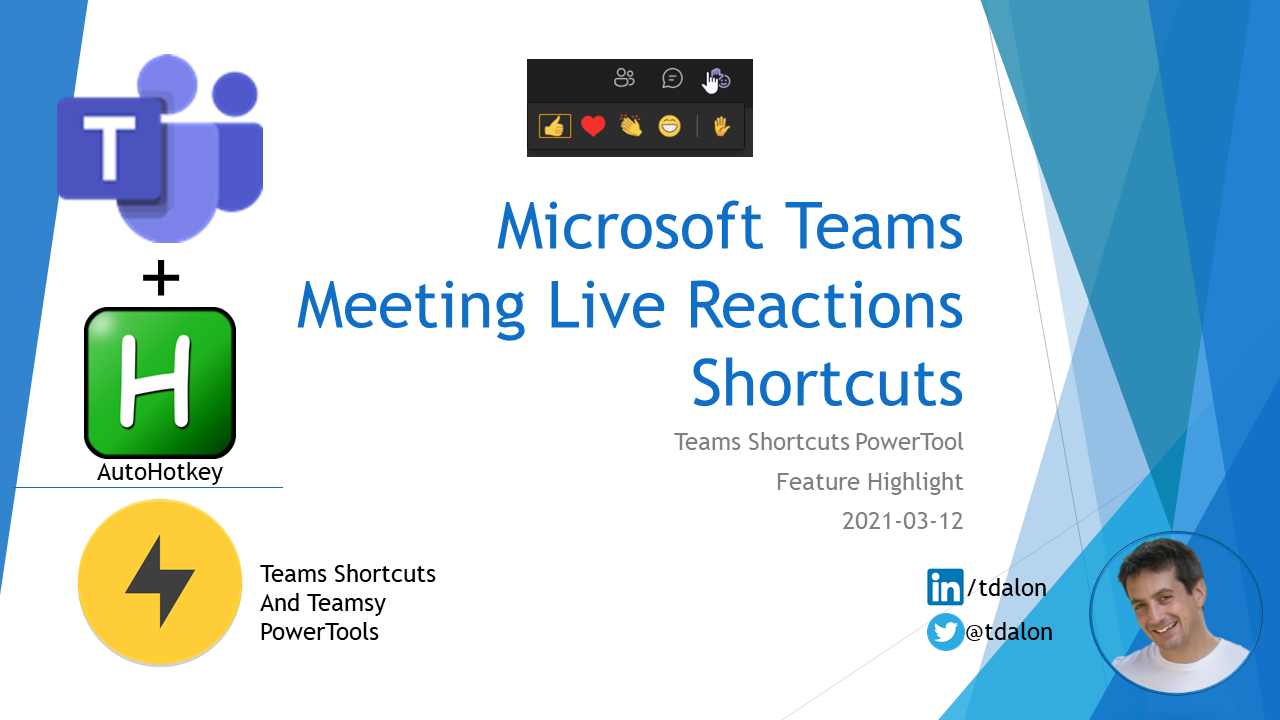 T
+
H
AutoHotkey
Microsoft Teams
Meeting Live Reactions
Shortcuts
Teams Shortcuts PowerTool
Feature Highlight
2021-03-12
Teams Shortcuts
And Teamsy
PowerTools
in /tdalon
@tdalon